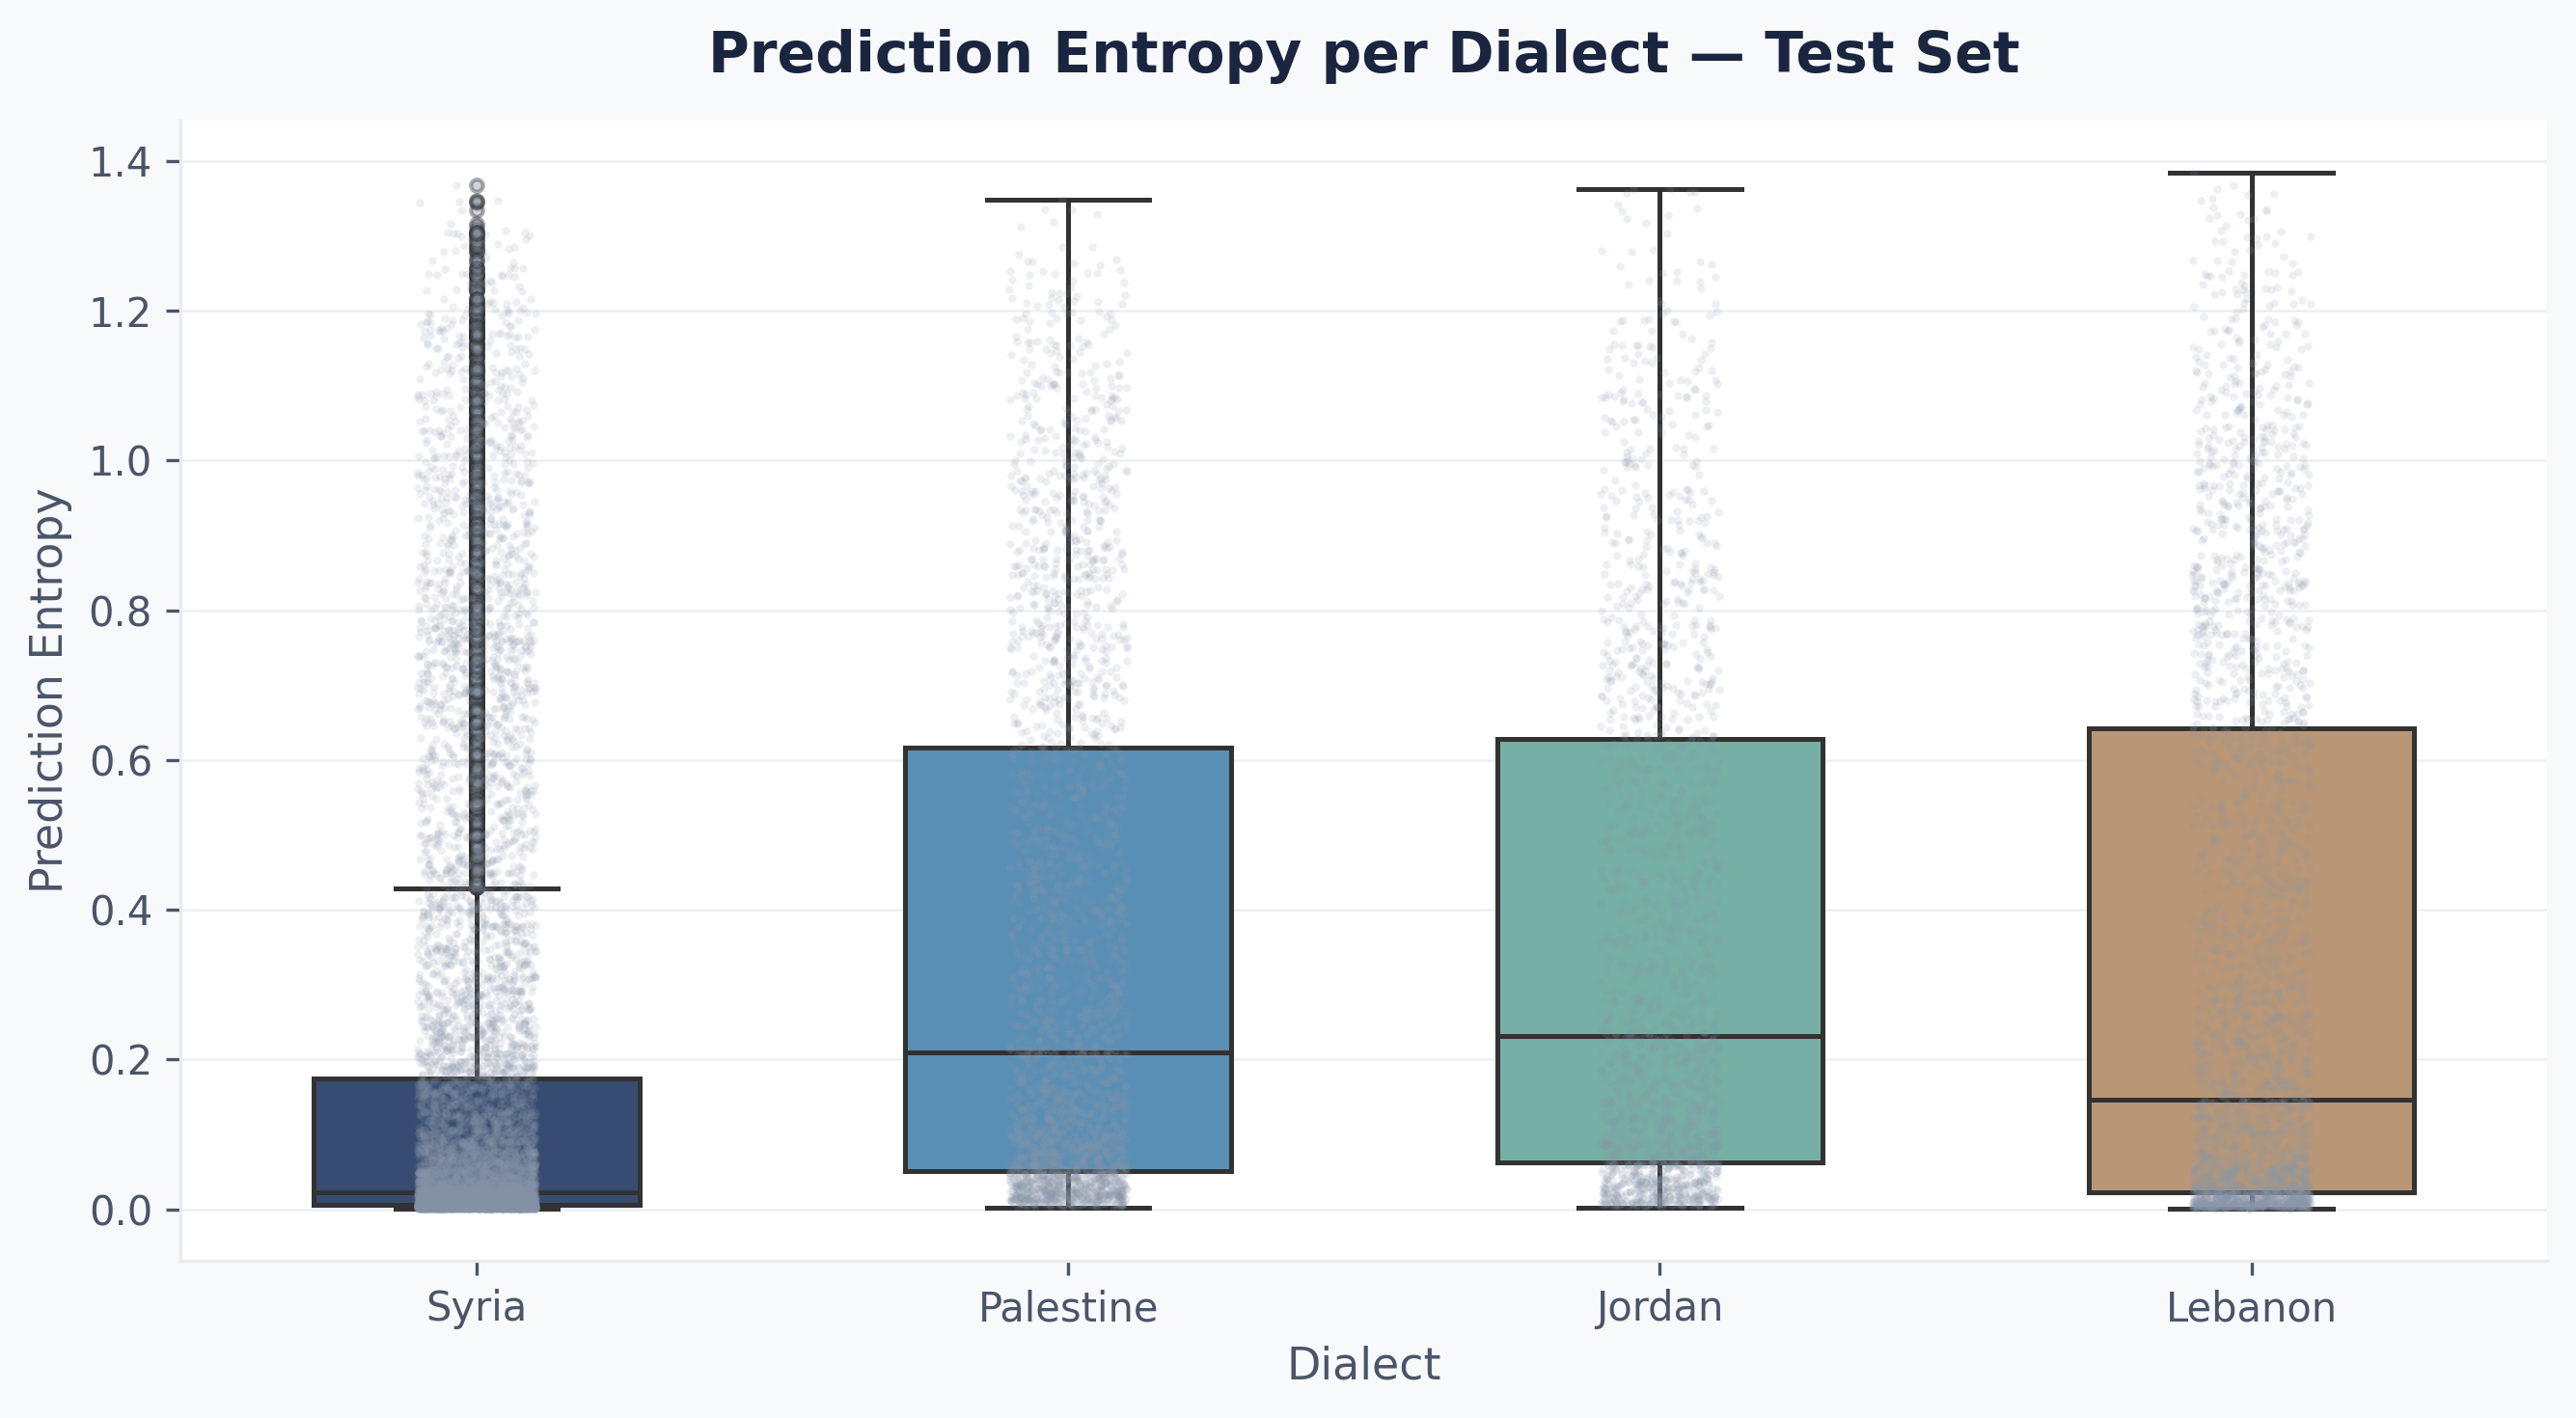 Prediction Entropy per Dialect — Test Set
Prediction Entropy
1.4
1.2
1.0
0.8
0.6
0.4
0.2
0.0
Syria Palestine Jordan Lebanon
Dialect